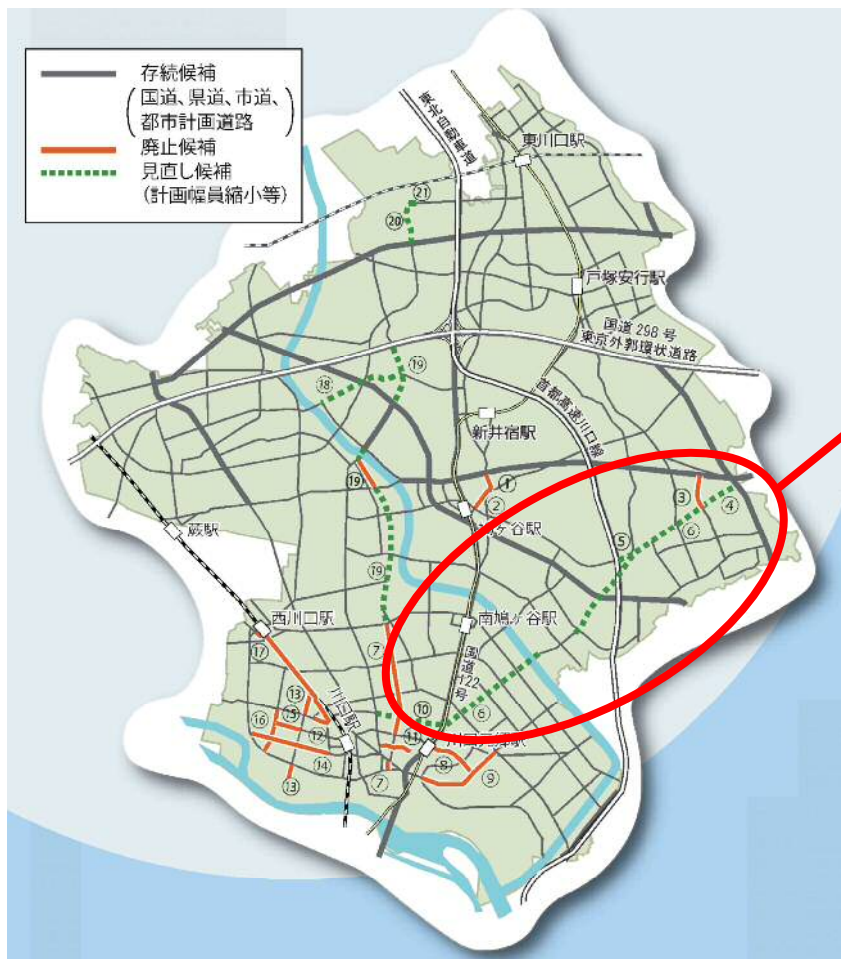 存続候補
(国道、県道、市道、
都市計画道路)
廃止候補
見直し候補
(計画幅員縮小等)
東北自動車道
東川口駅
㉑
⑳
戸塚安行駅
国道298号
東京外郭環状道路
⑲
⑱
首都高速川口線
新井宿駅
⑲
①
②
鳩ヶ谷駅
③
④
⑤
⑥
蕨駅
⑲
西川口駅
南鳩ヶ谷駅
⑰
⑦
国道122号
⑬
川口駅
⑯
⑮
⑩
⑥
⑫
⑪
川口元郷駅
⑭
⑧
⑬
⑦
⑨